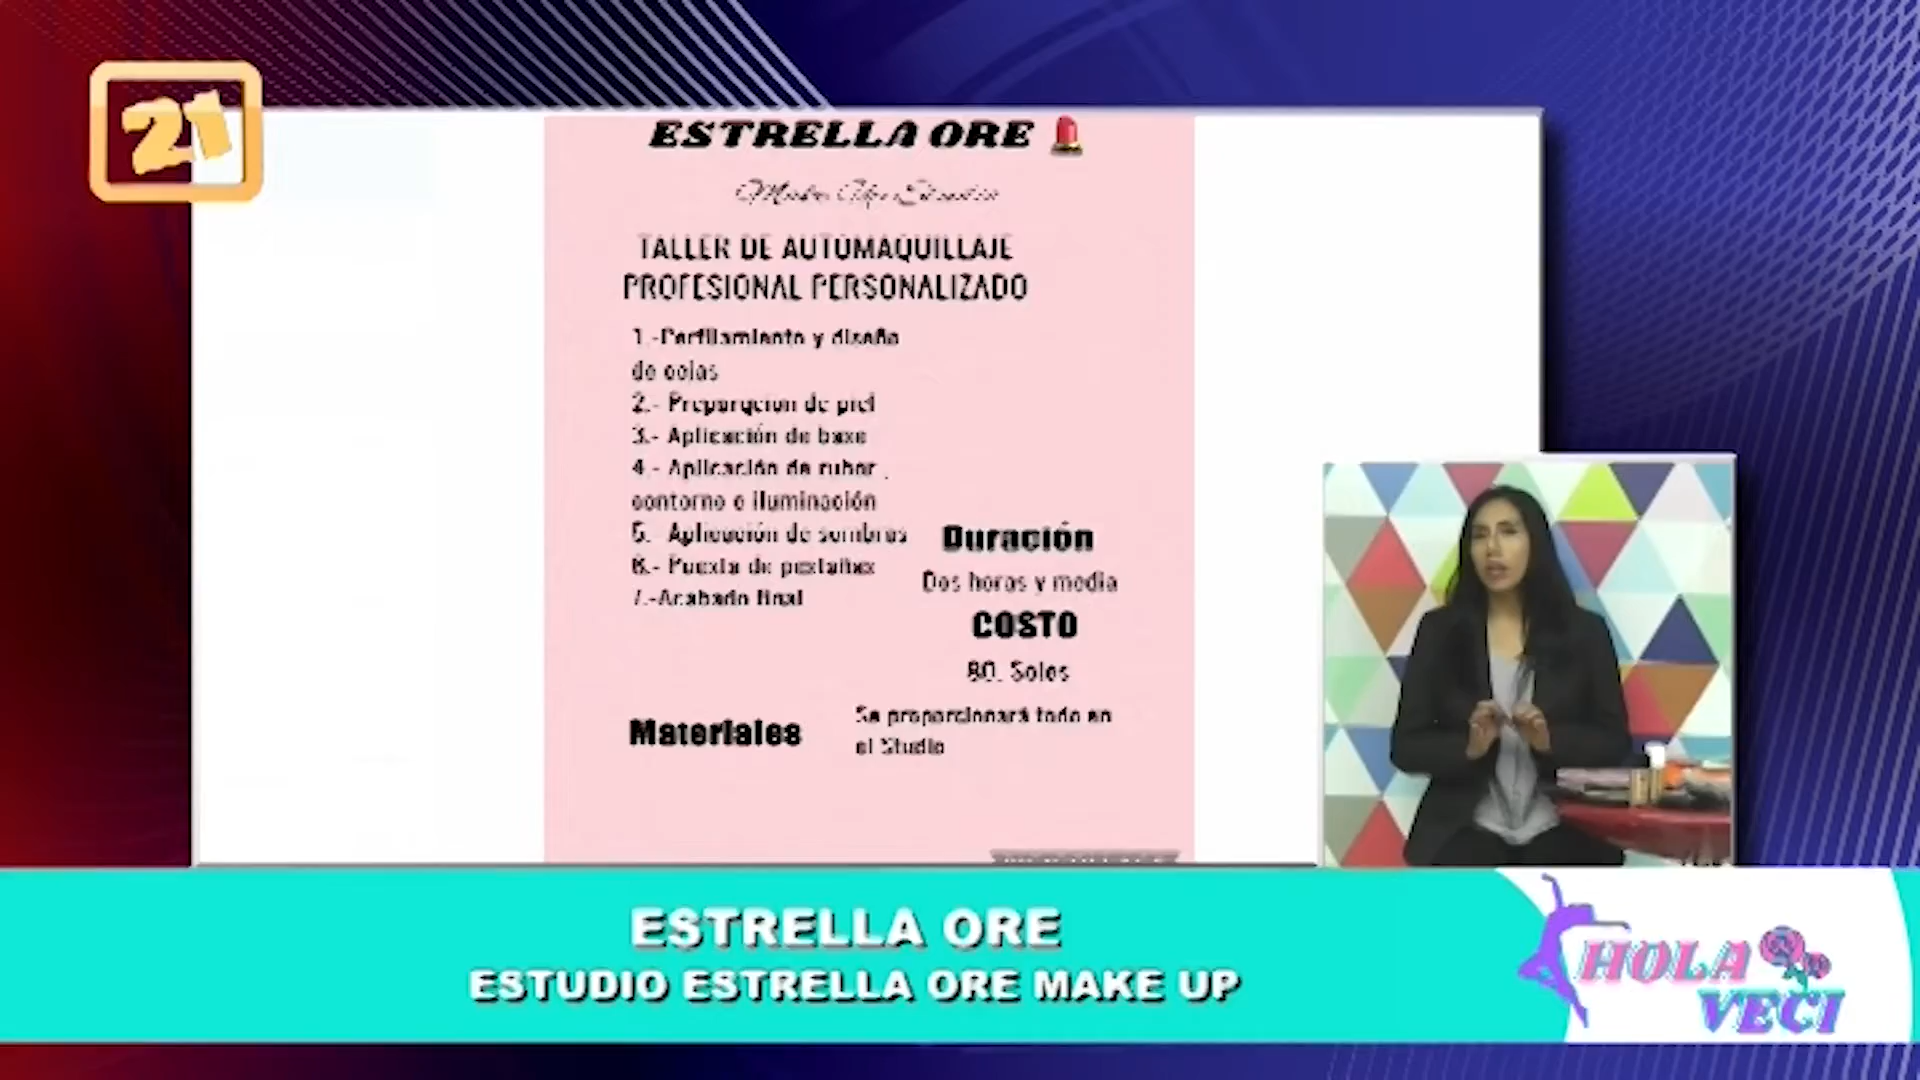 21
ESTRELLA ORE
Make Up Studio
TALLER DE AUTOMAQUILLAJE
PROFESIONAL PERSONALIZADO
1.-Perfilamiento y diseño
de cejas
2.- Preparacion de piel
3.- Aplicación de base
4.- Aplicación de rubor ,
contorno e iluminación
5.- Aplicación de sombras
6.- Puesta de pestañas
7.-Acabado final
Duración
Dos horas y media
COSTO
80. Soles
Materiales
Se proporcionará todo en
el Studio
ESTRELLA ORE
ESTUDIO ESTRELLA ORE MAKE UP
HOLA
VECI